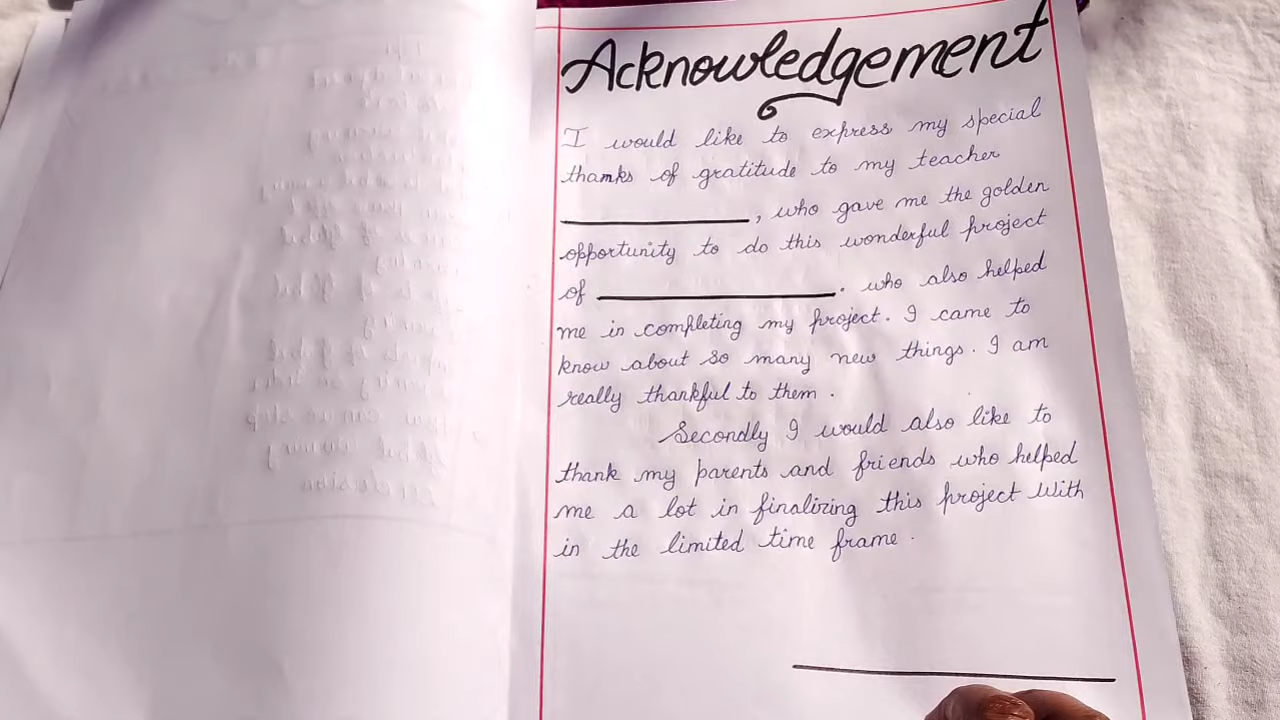 Acknowledgement
I would like to express my special
thanks of gratitude to my teacher
, who gave me the golden
opportunity to do this wonderful project
of . who also helped
me in completing my project. I came to
know about so many new things. I am
really thankful to them.
Secondly I would also like to
thank my parents and friends who helped
me a lot in finalizing this project with
in the limited time frame.